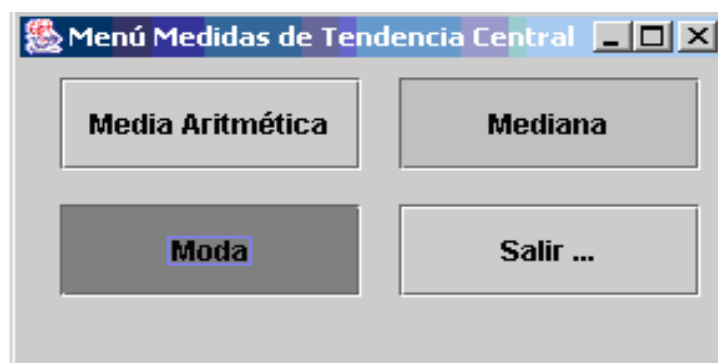 Menú Medidas de Tendencia Central
Media Aritmética
Mediana
Moda
Salir ...